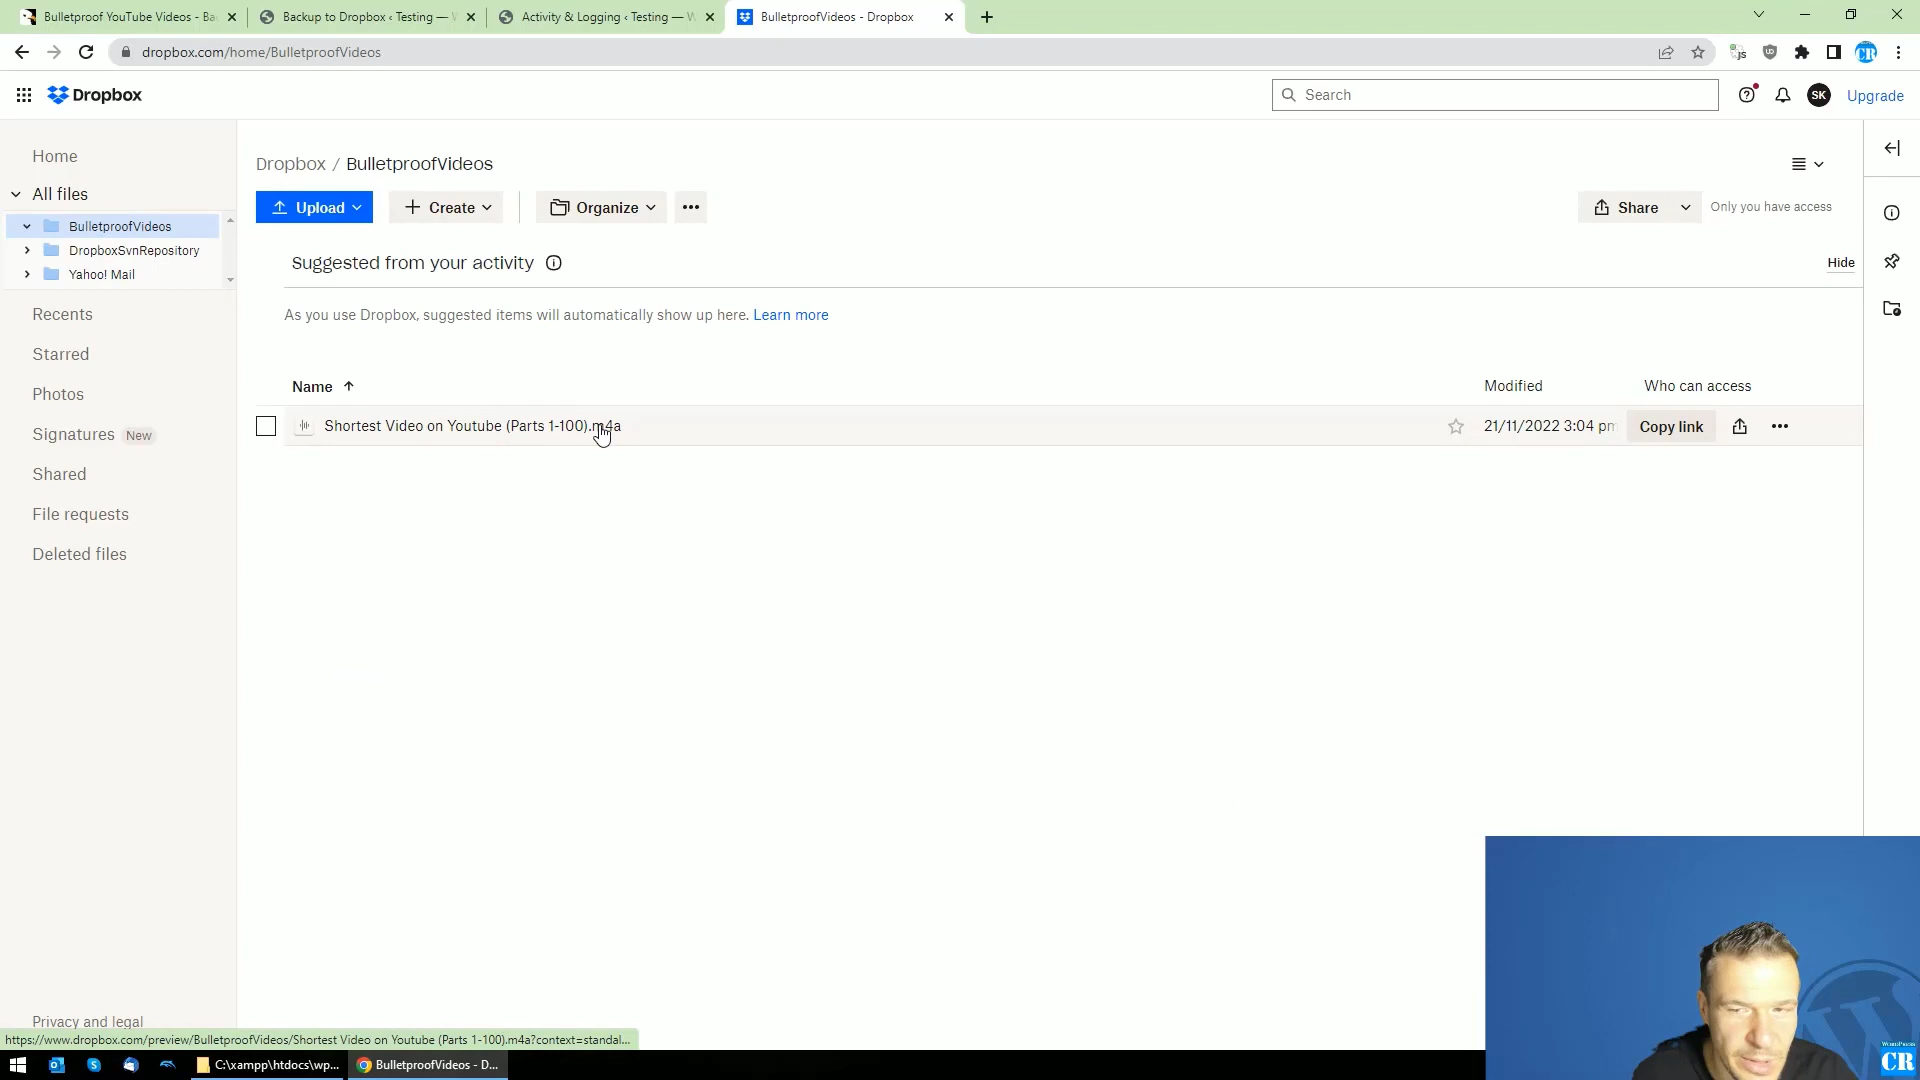 Bulletproof YouTube Videos - Ba
Backup to Dropbox ‹ Testing — W
Activity & Logging ‹ Testing — W
BulletproofVideos - Dropbox
dropbox.com/home/BulletproofVideos
JS
CR
Dropbox
Search
SK
Upgrade
Home
All files
BulletproofVideos
DropboxSvnRepository
Yahoo! Mail
Recents
Starred
Photos
Signatures New
Shared
File requests
Deleted files
Privacy and legal
Dropbox / BulletproofVideos
Upload
Create
Organize
Share
Only you have access
Suggested from your activity
Hide
As you use Dropbox, suggested items will automatically show up here. Learn more
Name
Modified
Who can access
Shortest Video on Youtube (Parts 1-100).m4a
21/11/2022 3:04 pm
Copy link
https://www.dropbox.com/preview/BulletproofVideos/Shortest Video on Youtube (Parts 1-100).m4a?context=standal...
C:\xampp\htdocs\wp...
BulletproofVideos - D...
WORDPRESS
CR